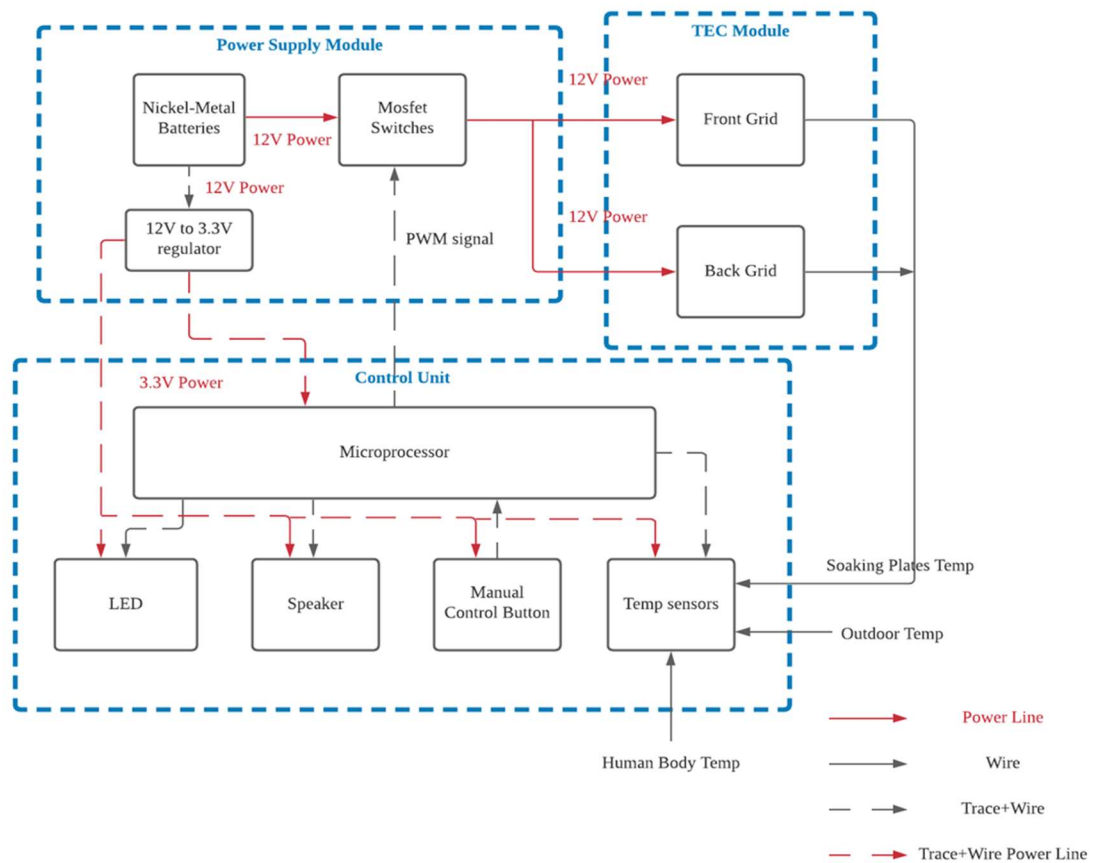 Power Supply Module
TEC Module
Nickel-Metal
Batteries
12V Power
Mosfet
Switches
12V Power
Front Grid
12V Power
12V to 3.3V
regulator
PWM signal
12V Power
Back Grid
3.3V Power
Control Unit
Microprocessor
LED
Speaker
Manual
Control Button
Temp sensors
Soaking Plates Temp
Outdoor Temp
Human Body Temp
Power Line
Wire
Trace+Wire
Trace+Wire Power Line